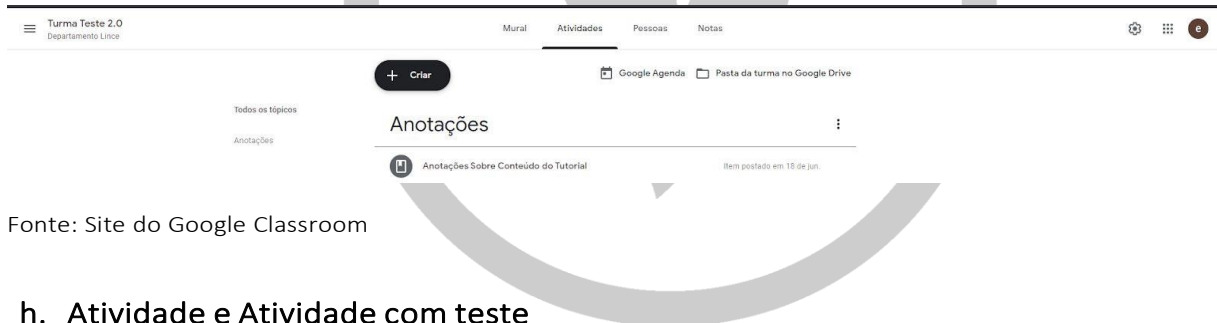 Turma Teste 2.0
Departamento Lince
Mural Atividades Pessoas Notas
e
+ Criar
Google Agenda Pasta da turma no Google Drive
Todos os tópicos
Anotações
Anotações
Anotações Sobre Conteúdo do Tutorial Item postado em 18 de jun.
Fonte: Site do Google Classroom
h. Atividade e Atividade com teste